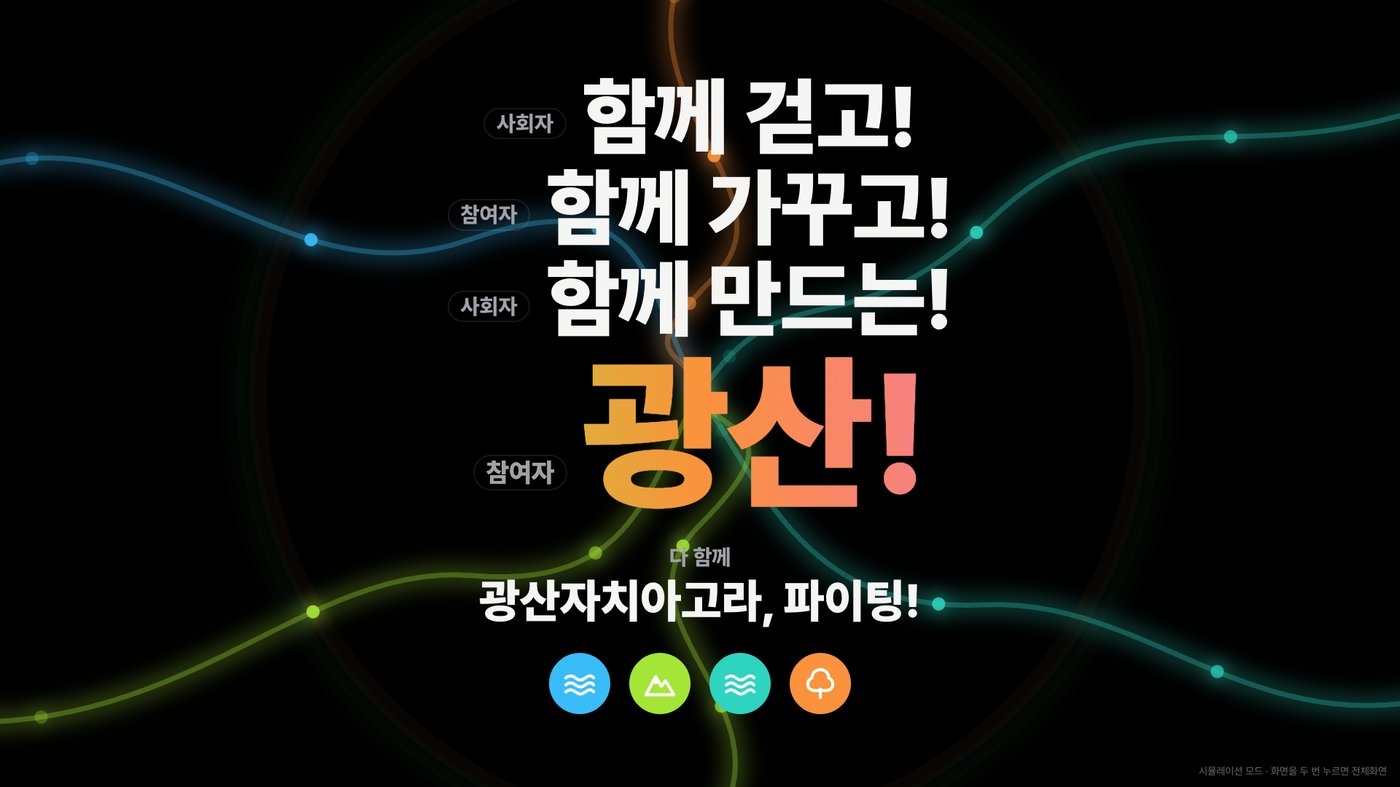 사회자 함께 걷고!
참여자 함께 가꾸고!
사회자 함께 만드는!
참여자 광산!
다 함께
광산자치아고라, 파이팅!
시뮬레이션 모드 · 화면을 두 번 누르면 전체화면